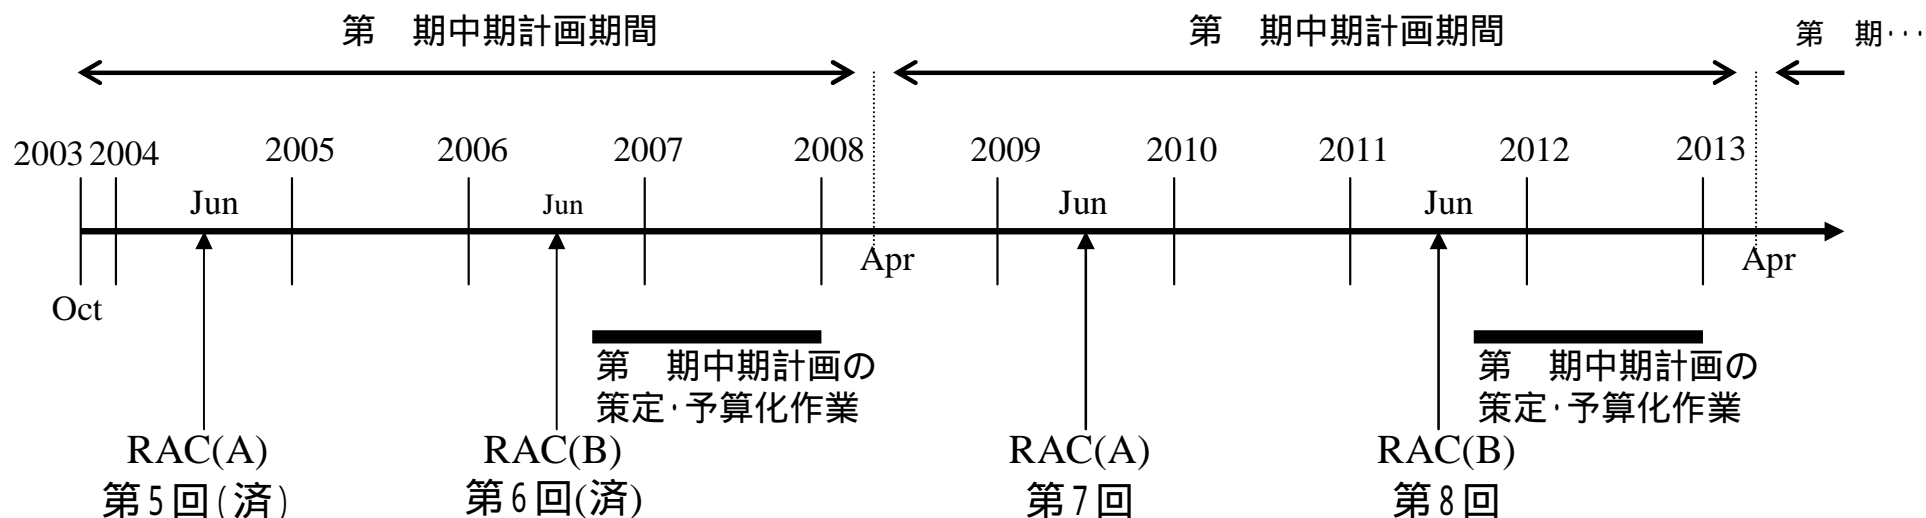 第　期中期計画期間
第　期中期計画期間
第　期･･･
2003 2004 2005 2006 2007 2008 2009 2010 2011 2012 2013
Jun Jun Jun Jun
Oct
Apr
Apr
第　期中期計画の
策定･予算化作業
第　期中期計画の
策定･予算化作業
RAC(A)
第5回(済)
RAC(B)
第6回(済)
RAC(A)
第7回
RAC(B)
第8回